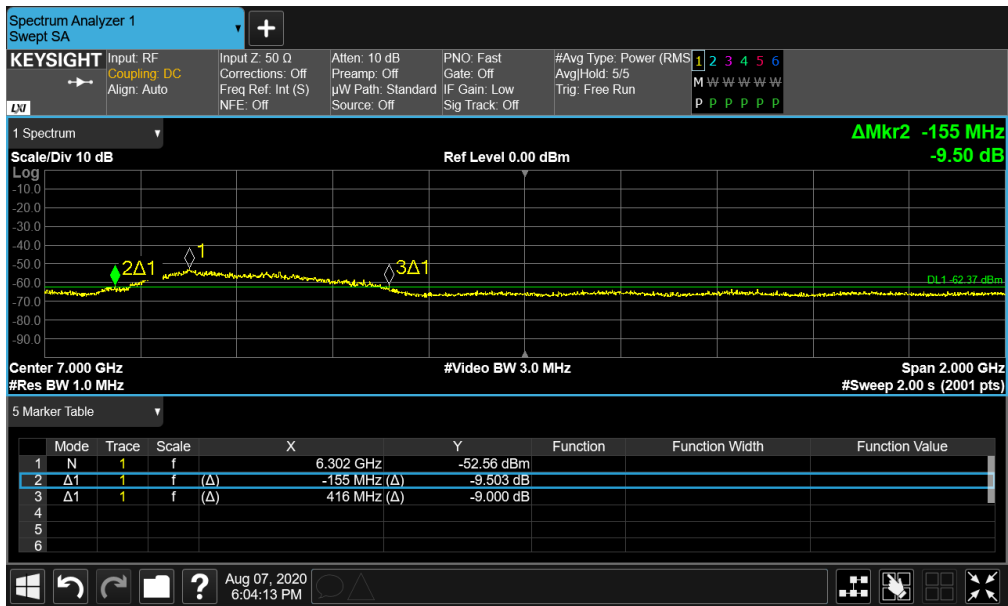 Spectrum Analyzer 1
Swept SA
+
KEYSIGHT
LXI
Input: RF
Coupling: DC
Align: Auto
Input Z: 50 Ω
Corrections: Off
Freq Ref: Int (S)
NFE: Off
Atten: 10 dB
Preamp: Off
µW Path: Standard
Source: Off
PNO: Fast
Gate: Off
IF Gain: Low
Sig Track: Off
#Avg Type: Power (RMS
Avg|Hold: 5/5
Trig: Free Run
1 2 3 4 5 6
M W W W W W
P P P P P P
1 Spectrum
ΔMkr2 -155 MHz
-9.50 dB
Scale/Div 10 dB
Ref Level 0.00 dBm
Log
-10.0
-20.0
-30.0
-40.0
-50.0
-60.0
-70.0
-80.0
-90.0
1
2Δ1
3Δ1
DL1 -62.37 dBm
Center 7.000 GHz
#Video BW 3.0 MHz
Span 2.000 GHz
#Res BW 1.0 MHz
#Sweep 2.00 s (2001 pts)
5 Marker Table
Mode Trace Scale X Y Function Function Width Function Value
1 N 1 f 6.302 GHz -52.56 dBm
2 Δ1 1 f (Δ) -155 MHz (Δ) -9.503 dB
3 Δ1 1 f (Δ) 416 MHz (Δ) -9.000 dB
4
5
6
?
Aug 07, 2020
6:04:13 PM